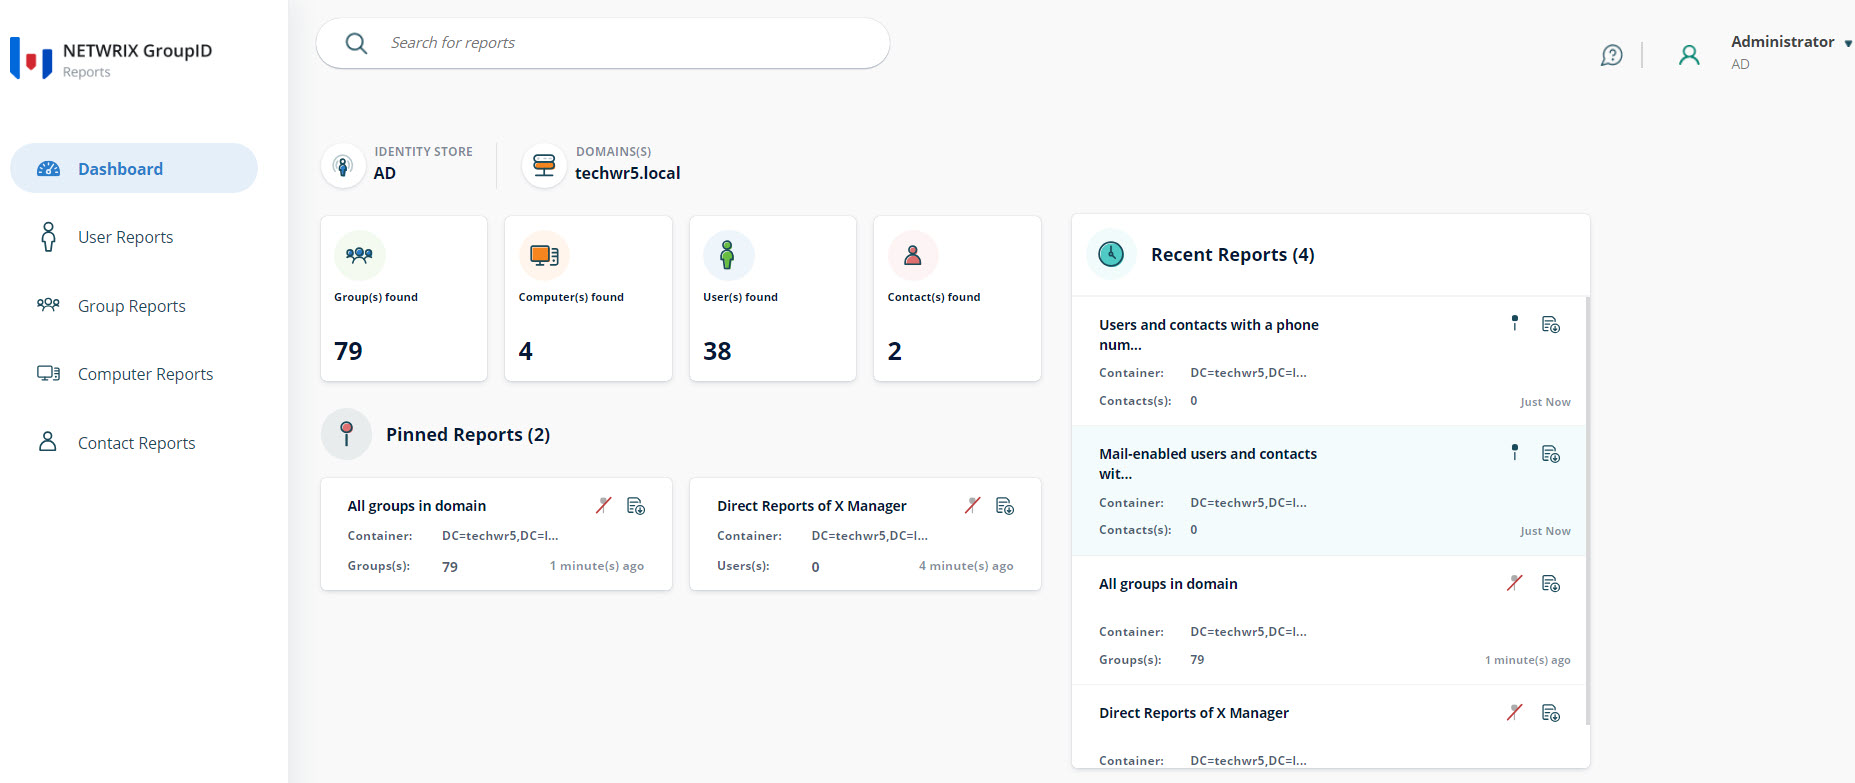 NETWRIX GroupID
Reports
Search for reports
Administrator
AD
Dashboard
User Reports
Group Reports
Computer Reports
Contact Reports
IDENTITY STORE
AD
DOMAINS(S)
techwr5.local
Group(s) found
79
Computer(s) found
4
User(s) found
38
Contact(s) found
2
Pinned Reports (2)
All groups in domain
Container: DC=techwr5,DC=l...
Groups(s): 79 1 minute(s) ago
Direct Reports of X Manager
Container: DC=techwr5,DC=l...
Users(s): 0 4 minute(s) ago
Recent Reports (4)
Users and contacts with a phone
num...
Container: DC=techwr5,DC=l...
Contacts(s): 0 Just Now
Mail-enabled users and contacts
wit...
Container: DC=techwr5,DC=l...
Contacts(s): 0 Just Now
All groups in domain
Container: DC=techwr5,DC=l...
Groups(s): 79 1 minute(s) ago
Direct Reports of X Manager
Container: DC=techwr5,DC=l...